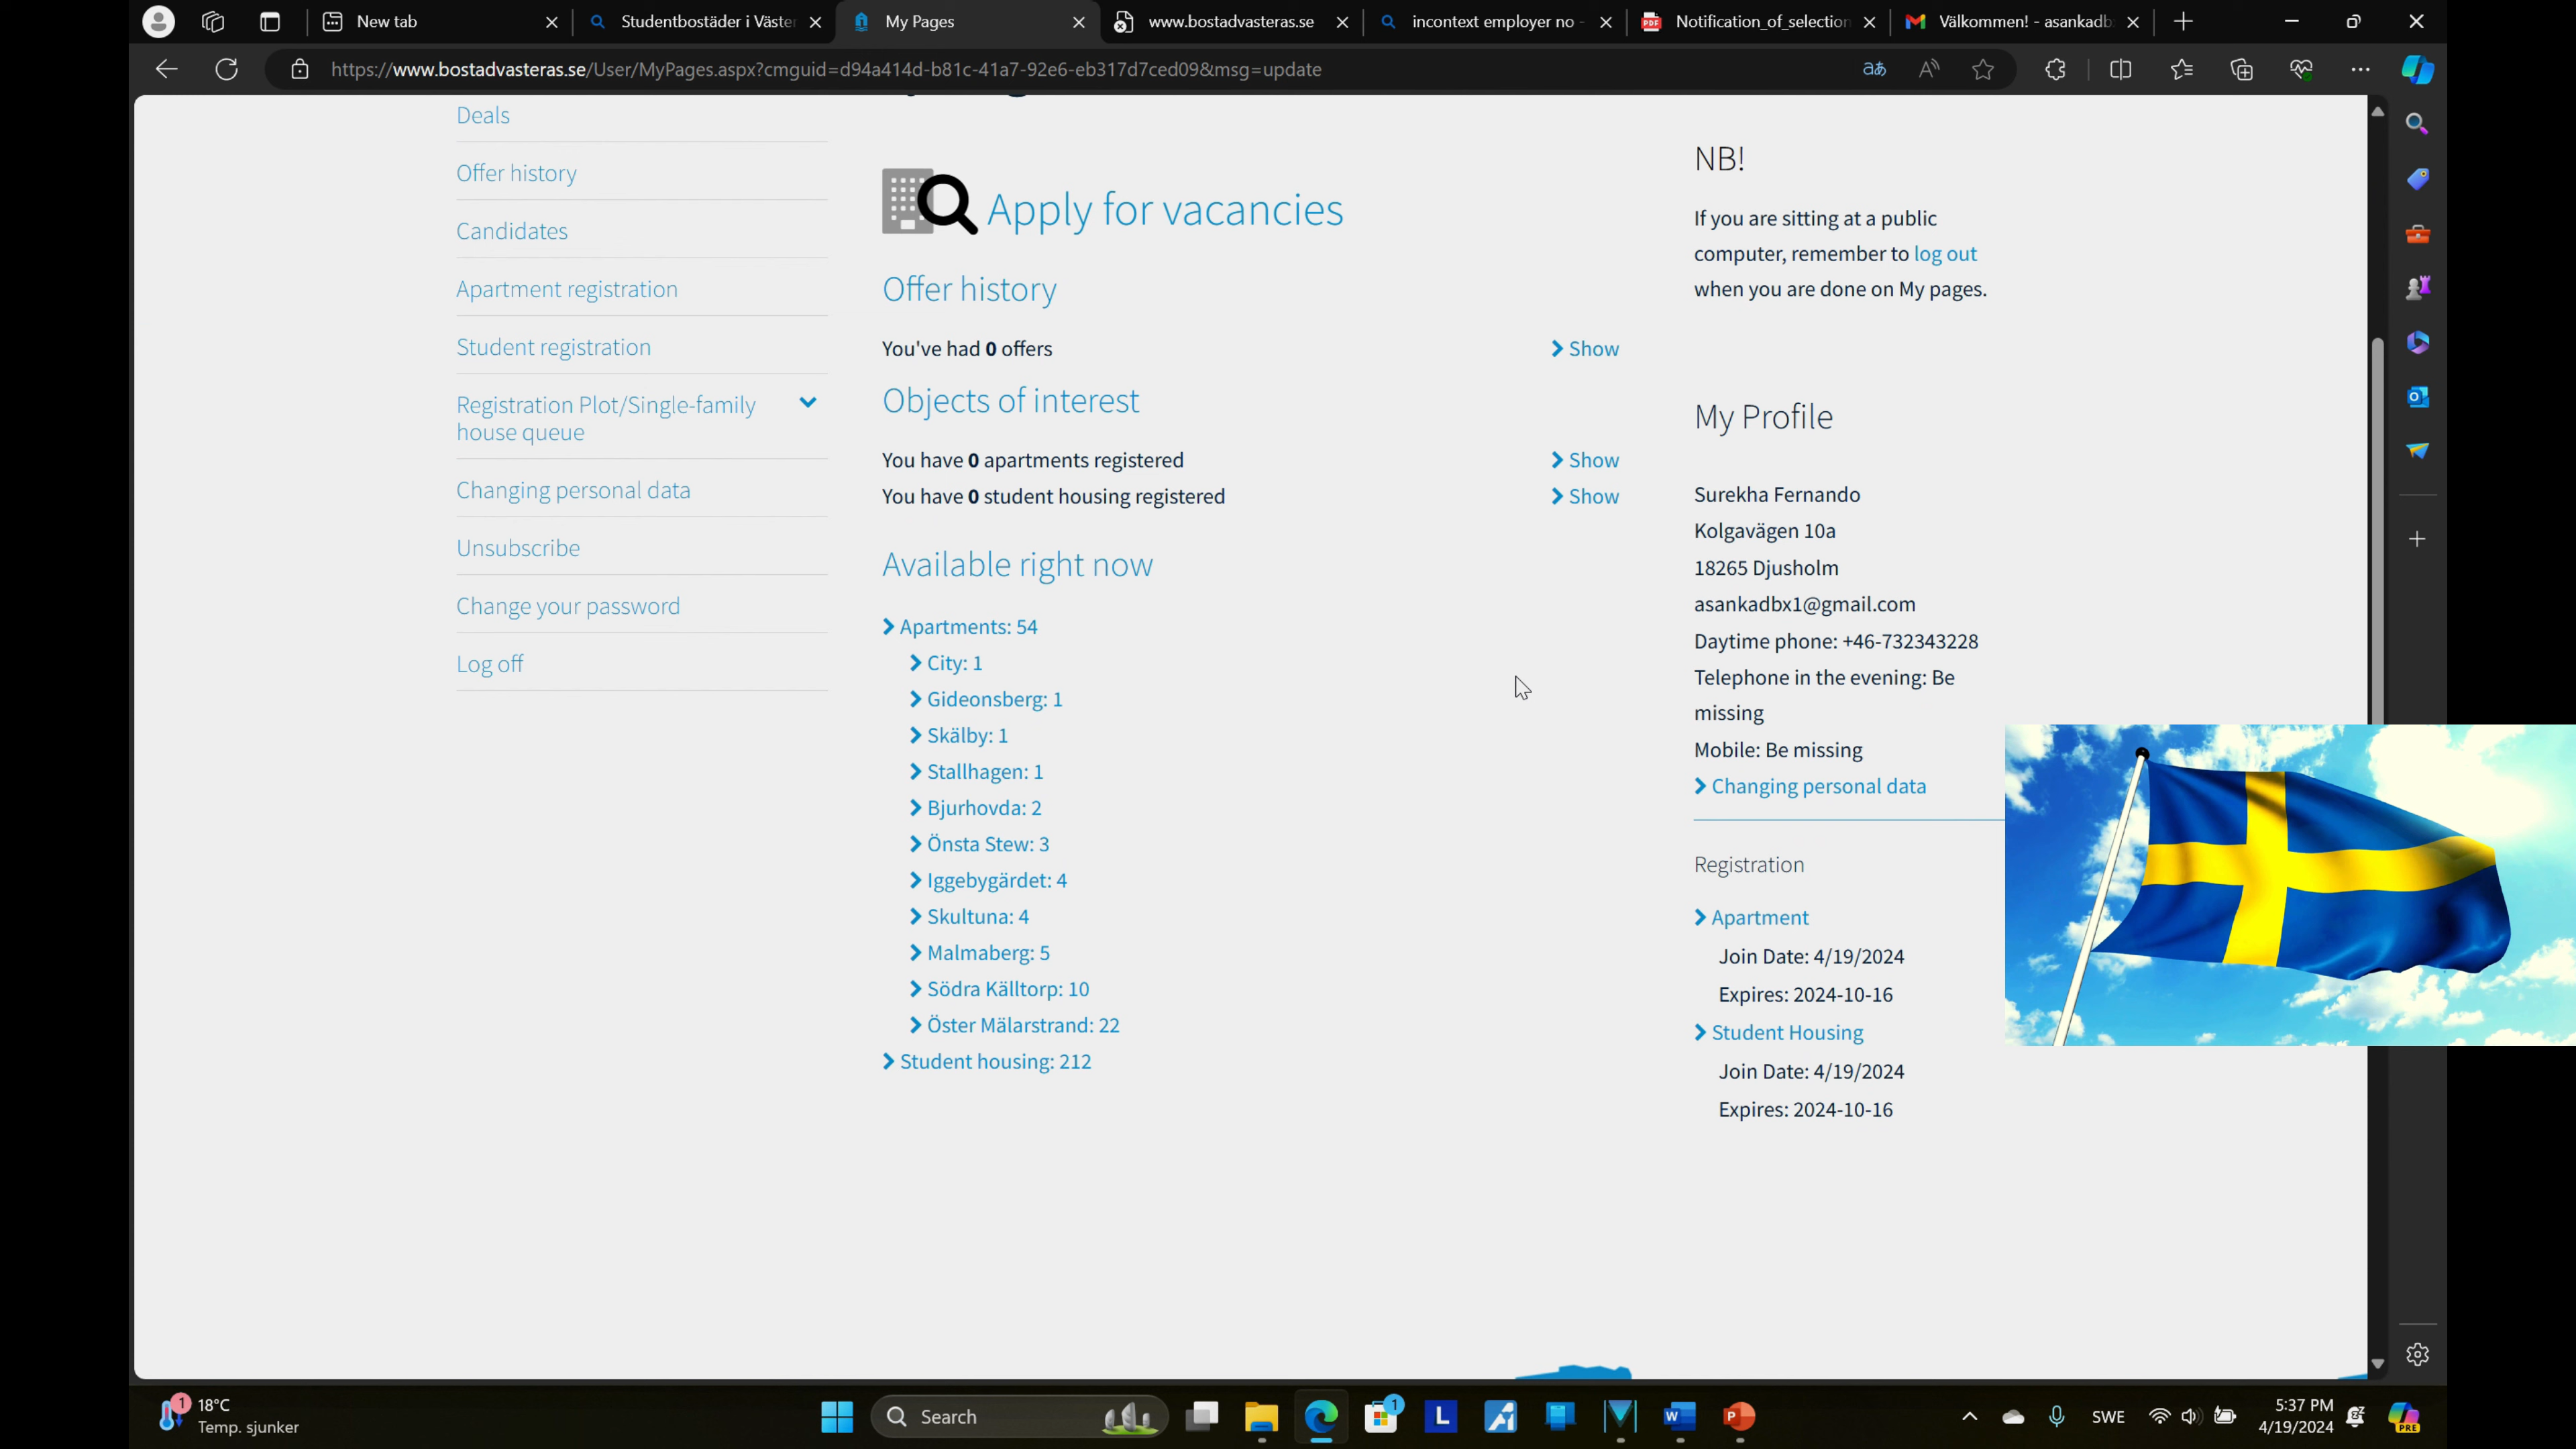 New tab
Studentbostäder i Väster
My Pages
www.bostadvasteras.se
incontext employer no -
Notification_of_selection
Välkommen! - asankadb
https://www.bostadvasteras.se/User/MyPages.aspx?cmguid=d94a414d-b81c-41a7-92e6-eb317d7ced09&msg=update
Deals
Offer history
Candidates
Apartment registration
Student registration
Registration Plot/Single-family
house queue
Changing personal data
Unsubscribe
Change your password
Log off
Apply for vacancies
Offer history
You've had 0 offers
Show
Objects of interest
You have 0 apartments registered
Show
You have 0 student housing registered
Show
Available right now
Apartments: 54
City: 1
Gideonsberg: 1
Skälby: 1
Stallhagen: 1
Bjurhovda: 2
Önsta Stew: 3
Iggebygärdet: 4
Skultuna: 4
Malmaberg: 5
Södra Källtorp: 10
Öster Mälarstrand: 22
Student housing: 212
NB!
If you are sitting at a public
computer, remember to log out
when you are done on My pages.
My Profile
Surekha Fernando
Kolgavägen 10a
18265 Djusholm
asankadbx1@gmail.com
Daytime phone: +46-732343228
Telephone in the evening: Be
missing
Mobile: Be missing
Changing personal data
Registration
Apartment
Join Date: 4/19/2024
Expires: 2024-10-16
Student Housing
Join Date: 4/19/2024
Expires: 2024-10-16
1
18°C
Temp. sjunker
Search
1
SWE
5:37 PM
4/19/2024
PRE